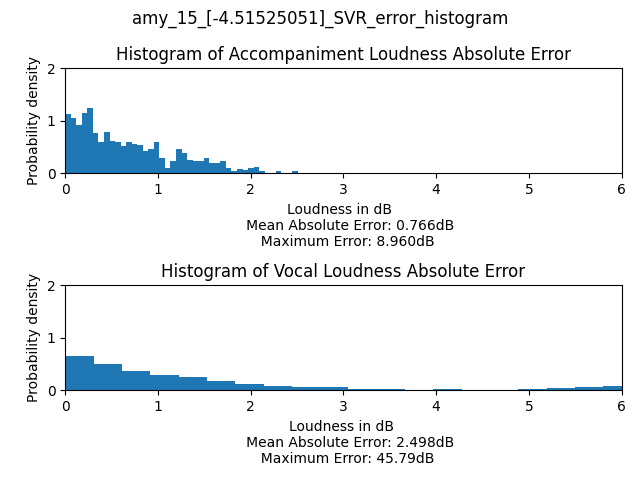 amy_15_[-4.51525051]_SVR_error_histogram
Histogram of Accompaniment Loudness Absolute Error
Probability density
2
1
0
0 1 2 3 4 5 6
Loudness in dB
Mean Absolute Error: 0.766dB
Maximum Error: 8.960dB
Histogram of Vocal Loudness Absolute Error
Probability density
2
1
0
0 1 2 3 4 5 6
Loudness in dB
Mean Absolute Error: 2.498dB
Maximum Error: 45.79dB